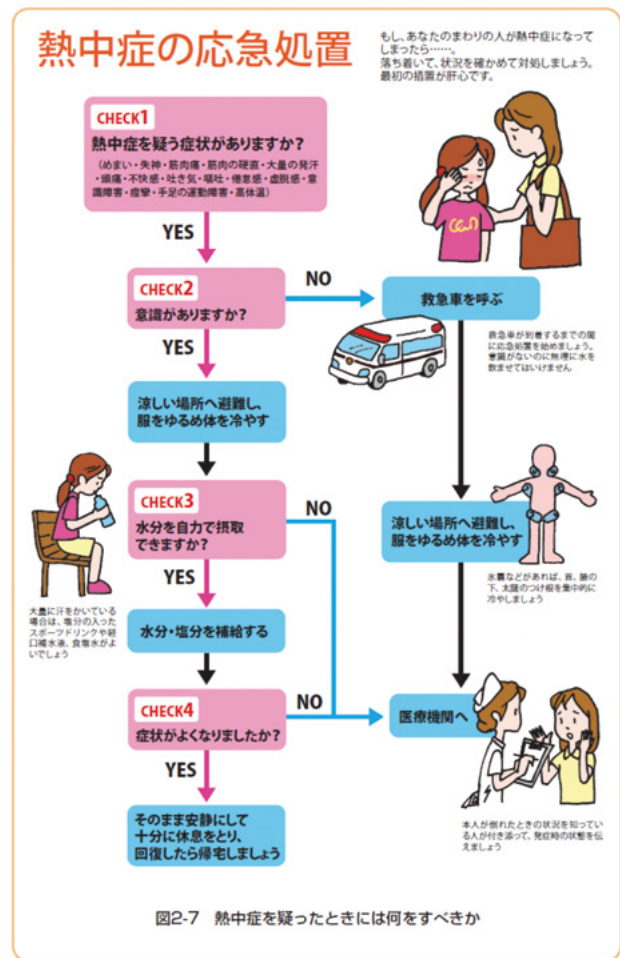 熱中症の応急処置
もし、あなたのまわりの人が熱中症になって
しまったら……。
落ち着いて、状況を確かめて対処しましょう。
最初の措置が肝心です。
CHECK1
熱中症を疑う症状がありますか？
（めまい・失神・筋肉痛・筋肉の硬直・大量の発汗
・頭痛・不快感・吐き気・嘔吐・倦怠感・虚脱感・意
識障害・痙攣・手足の運動障害・高体温）
YES
CHECK2
意識がありますか？
NO
救急車を呼ぶ
救急車が到着するまでの間
に応急処置を始めましょう。
意識がないのに無理に水を
飲ませてはいけません
YES
涼しい場所へ避難し、
服をゆるめ体を冷やす
涼しい場所へ避難し、
服をゆるめ体を冷やす
氷嚢などがあれば、首、腋の
下、太腿のつけ根を集中的に
冷やしましょう
CHECK3
水分を自力で摂取
できますか？
NO
YES
大量に汗をかいている
場合は、塩分の入った
スポーツドリンクや経
口補水液、食塩水がよ
いでしょう
水分・塩分を補給する
CHECK4
症状がよくなりましたか？
NO
医療機関へ
YES
本人が倒れたときの状況を知ってい
る人が付き添って、発症時の状態を伝
えましょう
そのまま安静にして
十分に休息をとり、
回復したら帰宅しましょう
図2-7 熱中症を疑ったときには何をすべきか